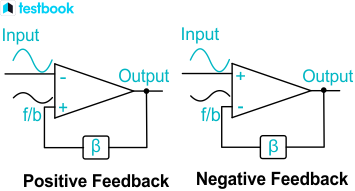 testbook
Input
-
+
f/b
Output
β
Positive Feedback
Input
+
-
f/b
Output
β
Negative Feedback